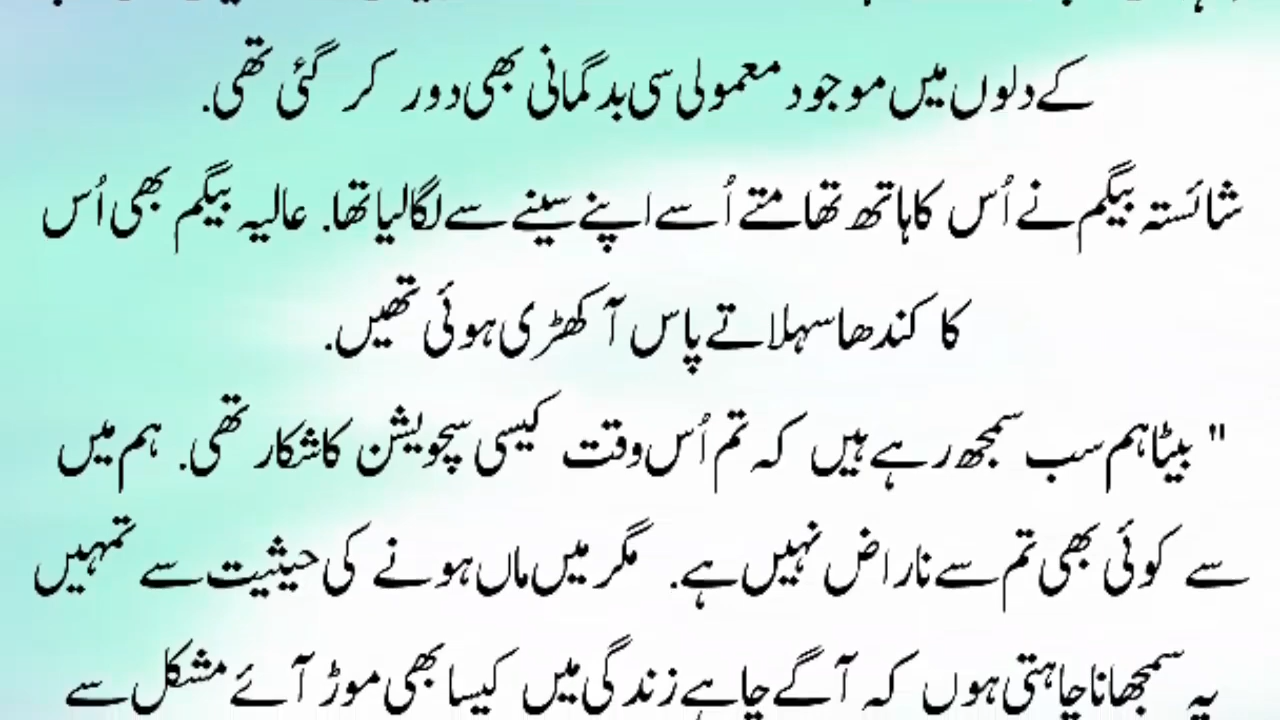 کے دلوں میں موجود معمولی سی بدگمانی بھی دور کر گئی تھی.
شائستہ بیگم نے اُس کا ہاتھ تھامتے اُسے اپنے سینے سے لگا لیا تھا. عالیہ بیگم بھی اُس
کا کندھا سہلاتے پاس آ کھڑی ہوئی تھیں.
" بیٹا ہم سب سمجھ رہے ہیں کہ تم اُس وقت کیسی سچویشن کا شکار تھی. ہم میں
سے کوئی بھی تم سے ناراض نہیں ہے. مگر میں ماں ہونے کی حیثیت سے تمہیں
یہ سمجھانا چاہتی ہوں کہ آگے چاہے زندگی میں کیسا بھی موڑ آئے مشکل سے